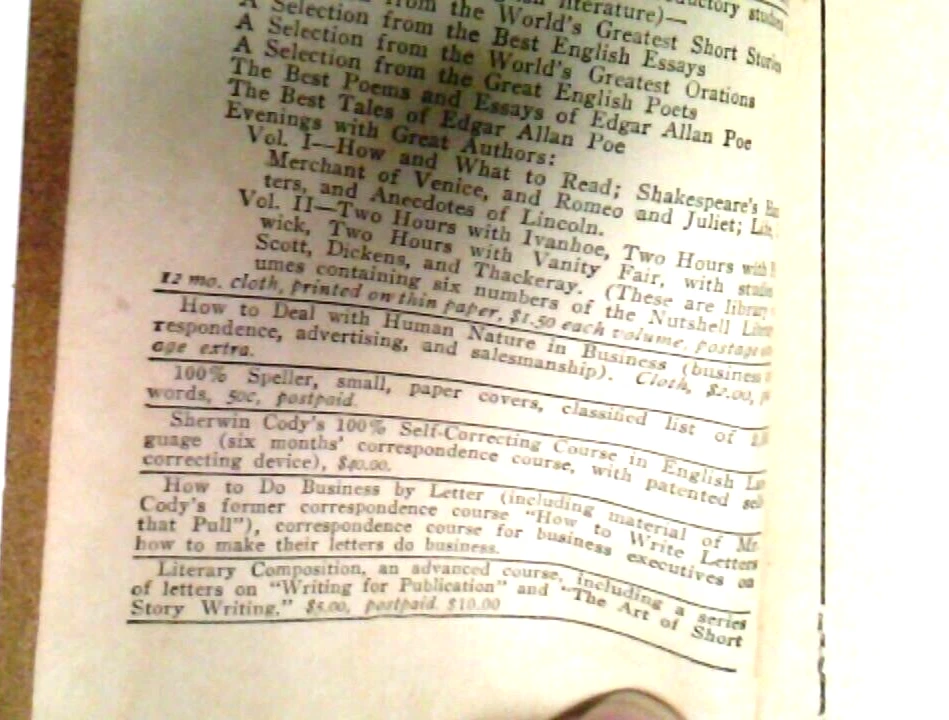 ductory studies
literature)—
A Selection from the World's Greatest Short Stories
A Selection from the Best English Essays
A Selection from the World's Greatest Orations
A Selection from the Great English Poets
The Best Poems and Essays of Edgar Allan Poe
The Best Tales of Edgar Allan Poe
Evenings with Great Authors:
Vol. I—How and What to Read; Shakespeare's
Merchant of Venice, and Romeo and Juliet;
ters, and Anecdotes of Lincoln.
Vol. II—Two Hours with Ivanhoe, Two Hours with
wick, Two Hours with Vanity Fair, with
Scott, Dickens, and Thackeray. (These are library
umes containing six numbers of the Nutshell
12 mo. cloth, printed on thin paper, $1.50 each volume, postage
How to Deal with Human Nature in Business (business
respondence, advertising, and salesmanship). Cloth, $2.00,
age extra.
100% Speller, small, paper covers, classified list of
words, 50c, postpaid.
Sherwin Cody's 100% Self-Correcting Course in English
guage (six months' correspondence course, with patented
correcting device), $40.00.
How to Do Business by Letter (including material of Mr.
Cody's former correspondence course "How to Write Letters
that Pull"), correspondence course for business executives on
how to make their letters do business.
Literary Composition, an advanced course, including a series
of letters on "Writing for Publication" and "The Art of Short
Story Writing." $5.00, postpaid. $10.00